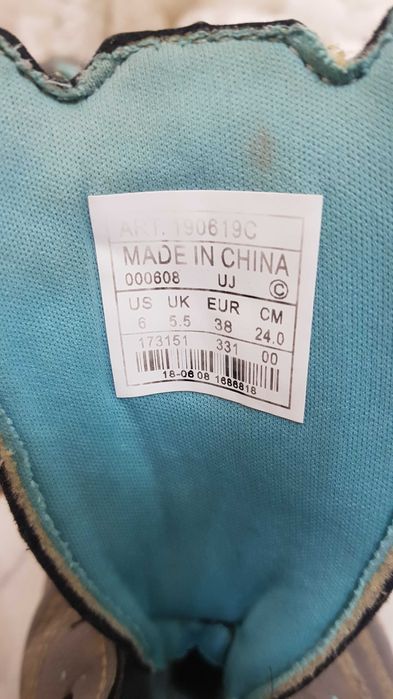 ART. 190619C
MADE IN CHINA
000608 UJ ©
US UK EUR CM
6 5.5 38 24.0
173151 331 00
18-06 08 1686818